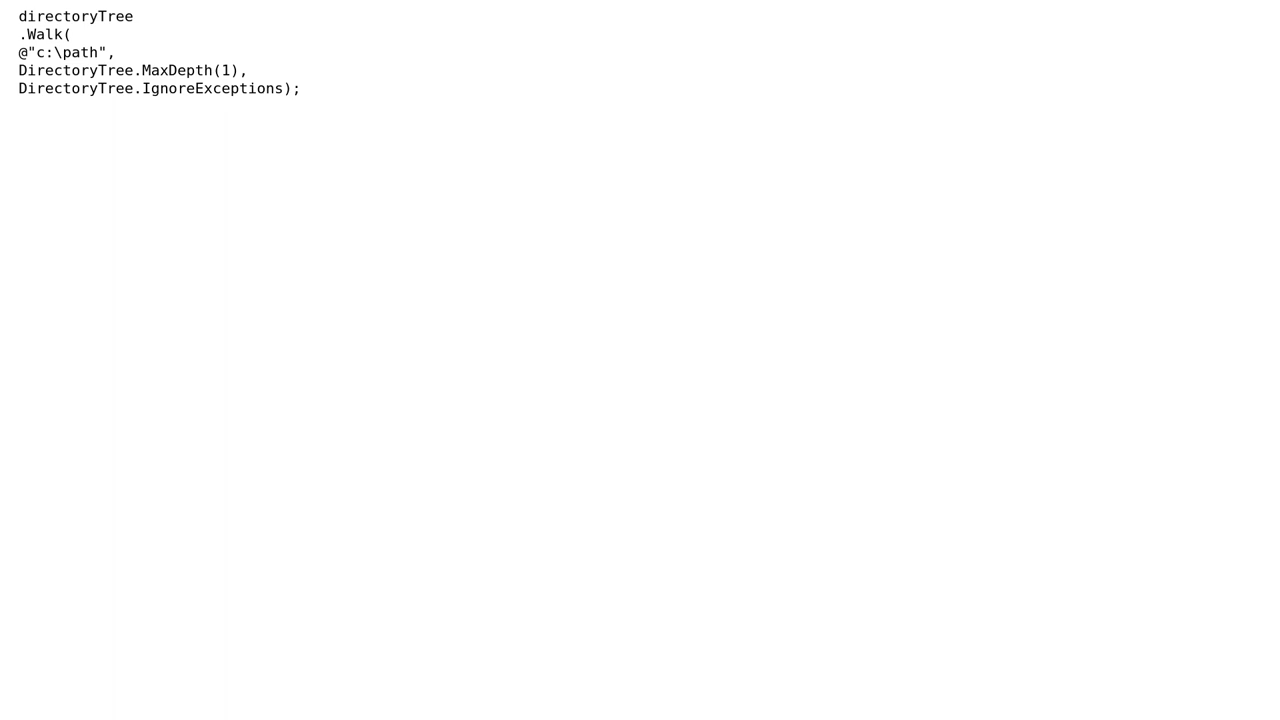 directoryTree
.Walk(
@"c:\path",
DirectoryTree.MaxDepth(1),
DirectoryTree.IgnoreExceptions);